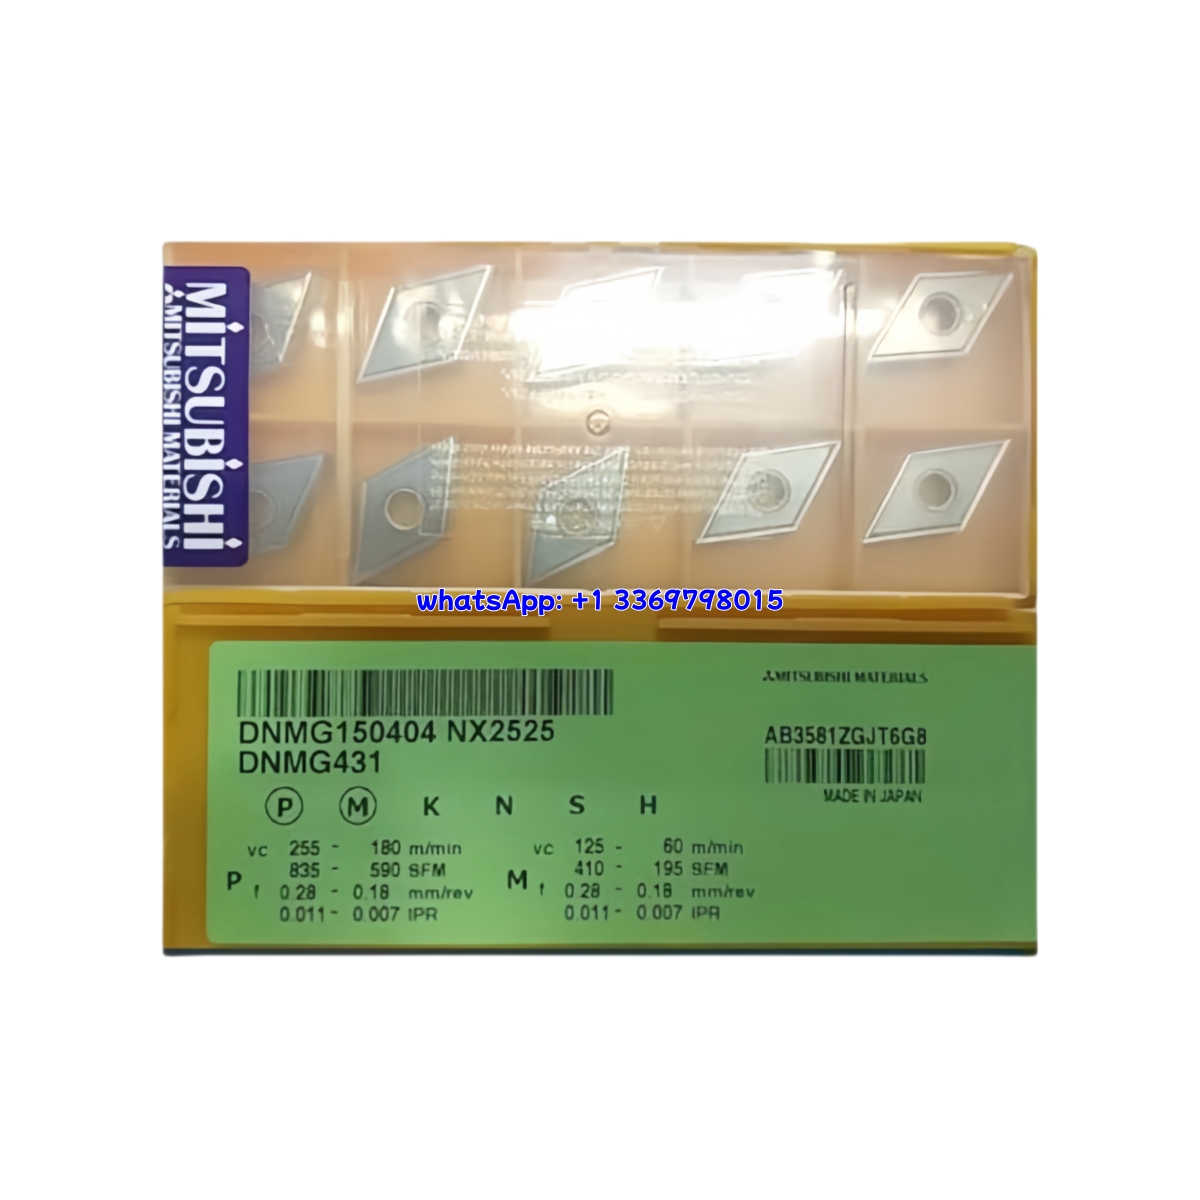 MITSUBISHI
MITSUBISHI MATERIALS
whatsApp: +1 3369798015
MITSUBISHI MATERIALS
DNMG150404 NX2525
DNMG431
AB3581ZGJT6G8
MADE IN JAPAN
P M K N S H
P vc 255 - 180 m/min
835 - 590 SFM
f 0.28 - 0.18 mm/rev
0.011 - 0.007 IPR
M vc 125 - 60 m/min
410 - 195 SFM
f 0.28 - 0.18 mm/rev
0.011 - 0.007 IPR